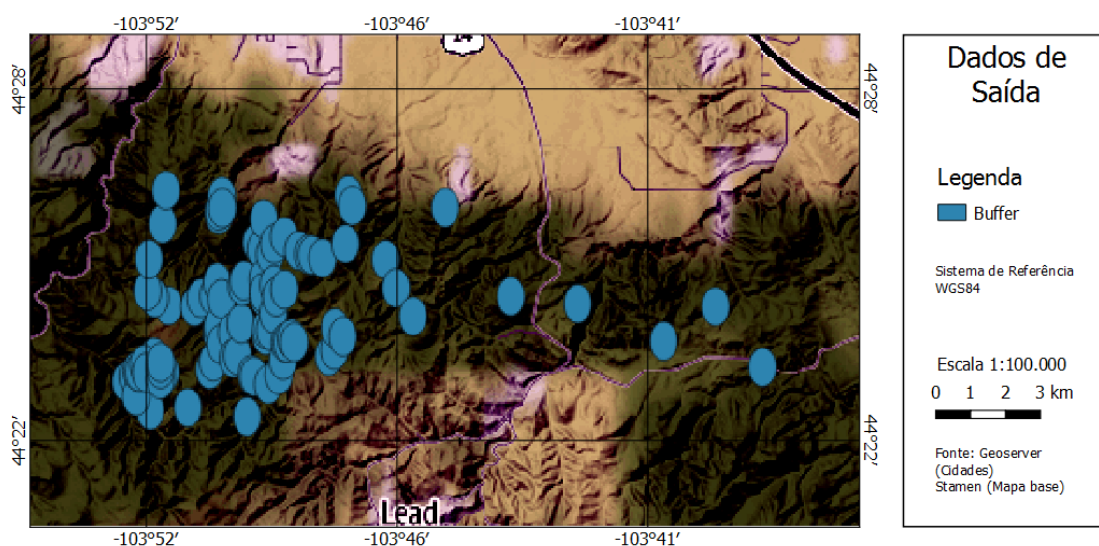 -103°52′ -103°46′ -103°41′
14
44°28′ 44°28′
44°22′ 44°22′
Lead
-103°52′ -103°46′ -103°41′
Dados de
Saída
Legenda
Buffer
Sistema de Referência
WGS84
Escala 1:100.000
0 1 2 3 km
Fonte: Geoserver
(Cidades)
Stamen (Mapa base)